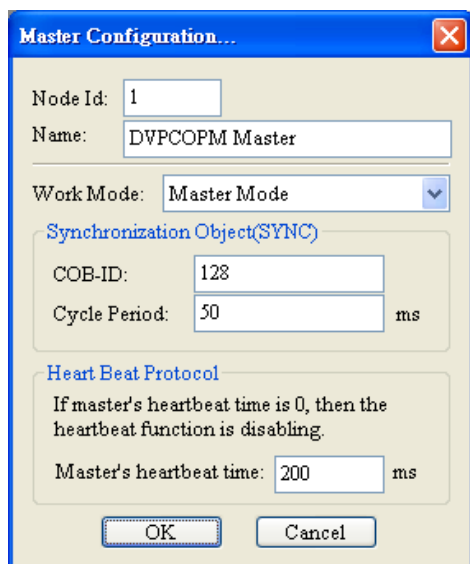 Master Configuration...
Node Id: 1
Name: DVPCOPM Master
Work Mode: Master Mode
Synchronization Object(SYNC)
COB-ID: 128
Cycle Period: 50 ms
Heart Beat Protocol
If master's heartbeat time is 0, then the
heartbeat function is disabling.
Master's heartbeat time: 200 ms
OK Cancel